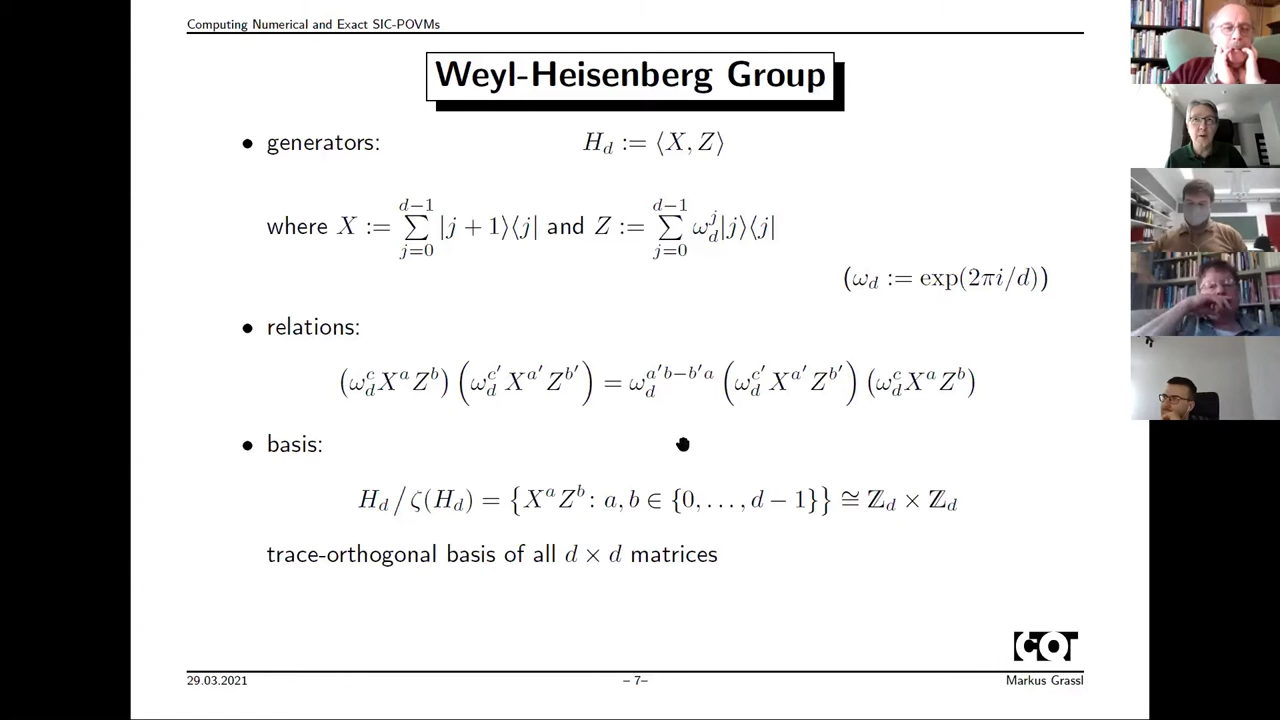 Computing Numerical and Exact SIC-POVMs
Weyl-Heisenberg Group
• generators: H_d := ⟨X, Z⟩
where X := ∑_{j=0}^{d−1} |j + 1⟩⟨j| and Z := ∑_{j=0}^{d−1} ω_d^j |j⟩⟨j|
(ω_d := exp(2πi/d))
• relations:
(ω_d^c X^a Z^b) (ω_d^{c'} X^{a'} Z^{b'}) = ω_d^{a'b−b'a} (ω_d^{c'} X^{a'} Z^{b'}) (ω_d^c X^a Z^b)
• basis:
H_d / ζ(H_d) = {X^a Z^b : a, b ∈ {0, . . . , d − 1}} ≅ ℤ_d × ℤ_d
trace-orthogonal basis of all d × d matrices
CQT
29.03.2021 – 7– Markus Grassl